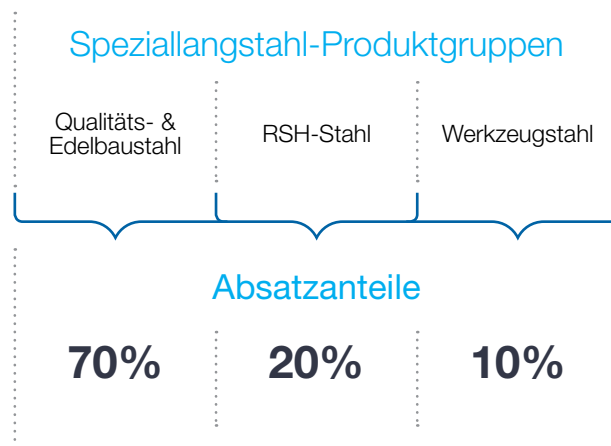 Speziallangstahl-Produktgruppen
Qualitäts- &
Edelbaustahl
RSH-Stahl
Werkzeugstahl
Absatzanteile
70%
20%
10%